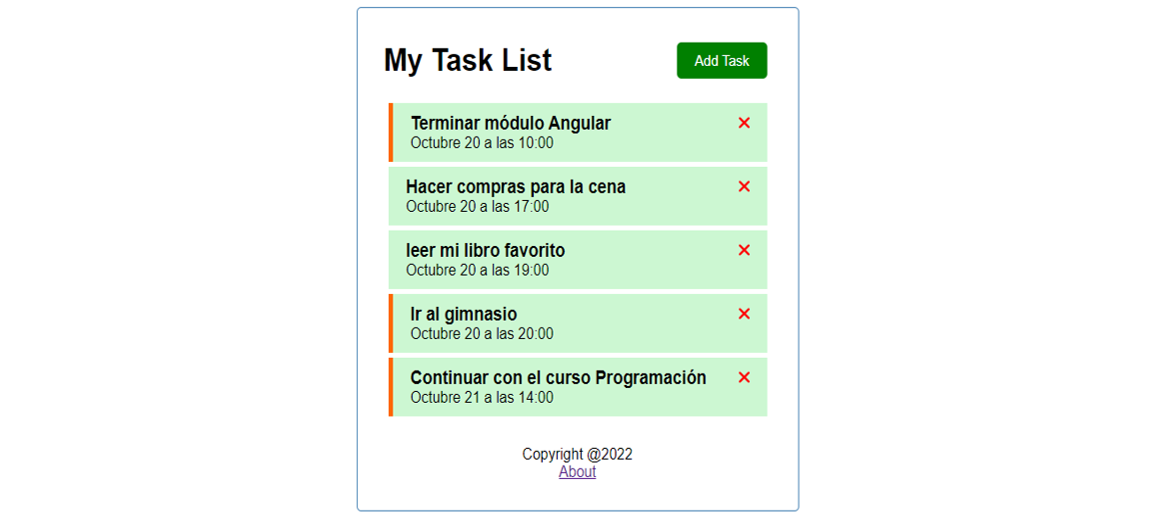 My Task List
Add Task
Terminar módulo Angular
Octubre 20 a las 10:00
Hacer compras para la cena
Octubre 20 a las 17:00
leer mi libro favorito
Octubre 20 a las 19:00
Ir al gimnasio
Octubre 20 a las 20:00
Continuar con el curso Programación
Octubre 21 a las 14:00
Copyright @2022
About